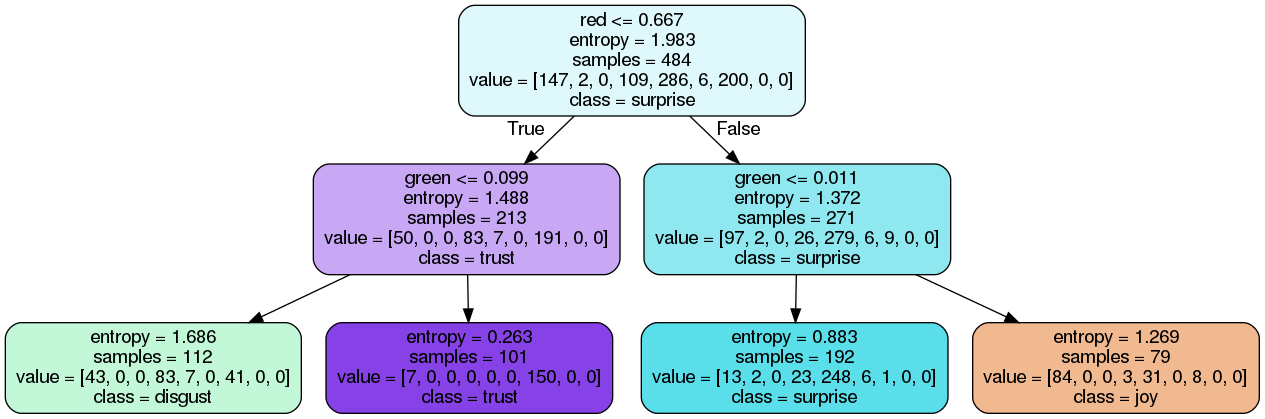 red <= 0.667
entropy = 1.983
samples = 484
value = [147, 2, 0, 109, 286, 6, 200, 0, 0]
class = surprise
True
False
green <= 0.099
entropy = 1.488
samples = 213
value = [50, 0, 0, 83, 7, 0, 191, 0, 0]
class = trust
green <= 0.011
entropy = 1.372
samples = 271
value = [97, 2, 0, 26, 279, 6, 9, 0, 0]
class = surprise
entropy = 1.686
samples = 112
value = [43, 0, 0, 83, 7, 0, 41, 0, 0]
class = disgust
entropy = 0.263
samples = 101
value = [7, 0, 0, 0, 0, 0, 150, 0, 0]
class = trust
entropy = 0.883
samples = 192
value = [13, 2, 0, 23, 248, 6, 1, 0, 0]
class = surprise
entropy = 1.269
samples = 79
value = [84, 0, 0, 3, 31, 0, 8, 0, 0]
class = joy